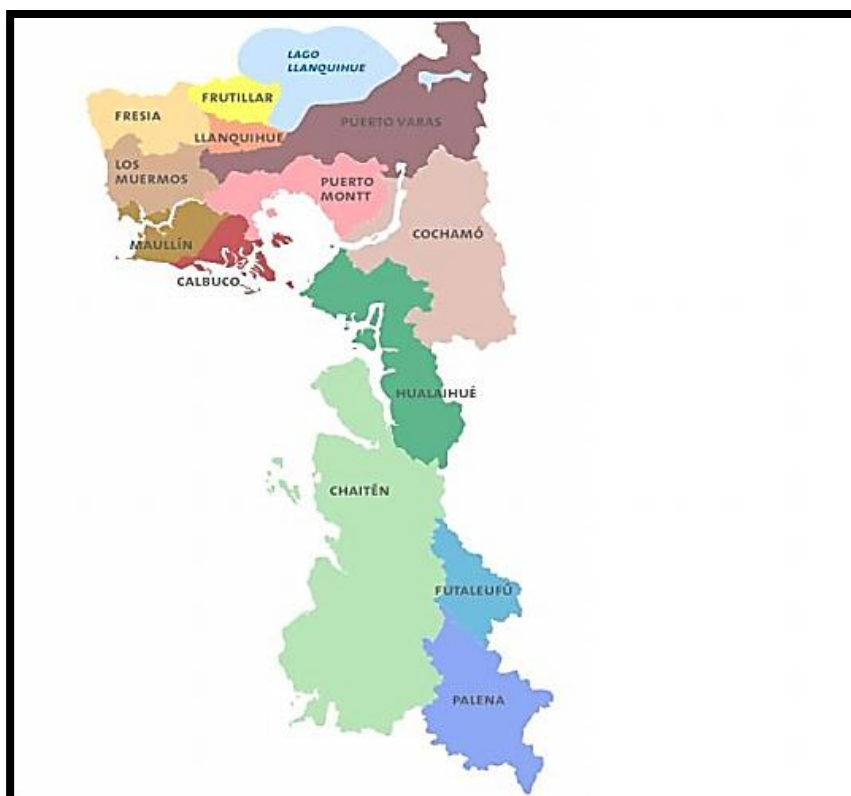 LAGO
LLANQUIHUE
FRUTILLAR
FRESIA
PUERTO VARAS
LLANQUIHUE
LOS
MUERMOS
PUERTO
MONTT
COCHAMÓ
MAULLÍN
CALBUCO
HUALAIHUÉ
CHAITÉN
FUTALEUFÚ
PALENA